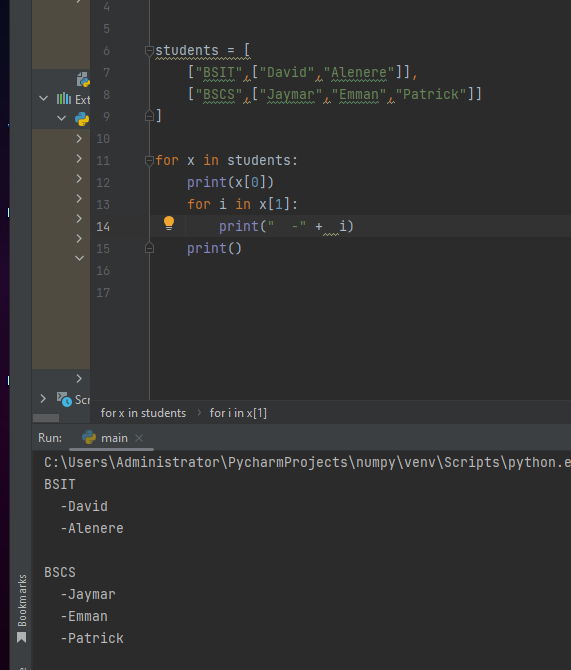 4
5
6 students = [
7 ["BSIT",["David","Alenere"]],
8 ["BSCS",["Jaymar","Emman","Patrick"]]
9 ]
10
11 for x in students:
12 print(x[0])
13 for i in x[1]:
14 print("  -" +  i)
15 print()
16
17
Ext
Scr
for x in students > for i in x[1]
Run: main ×
C:\Users\Administrator\PycharmProjects\numpy\venv\Scripts\python.e
BSIT
-David
-Alenere
BSCS
-Jaymar
-Emman
-Patrick
Bookmarks